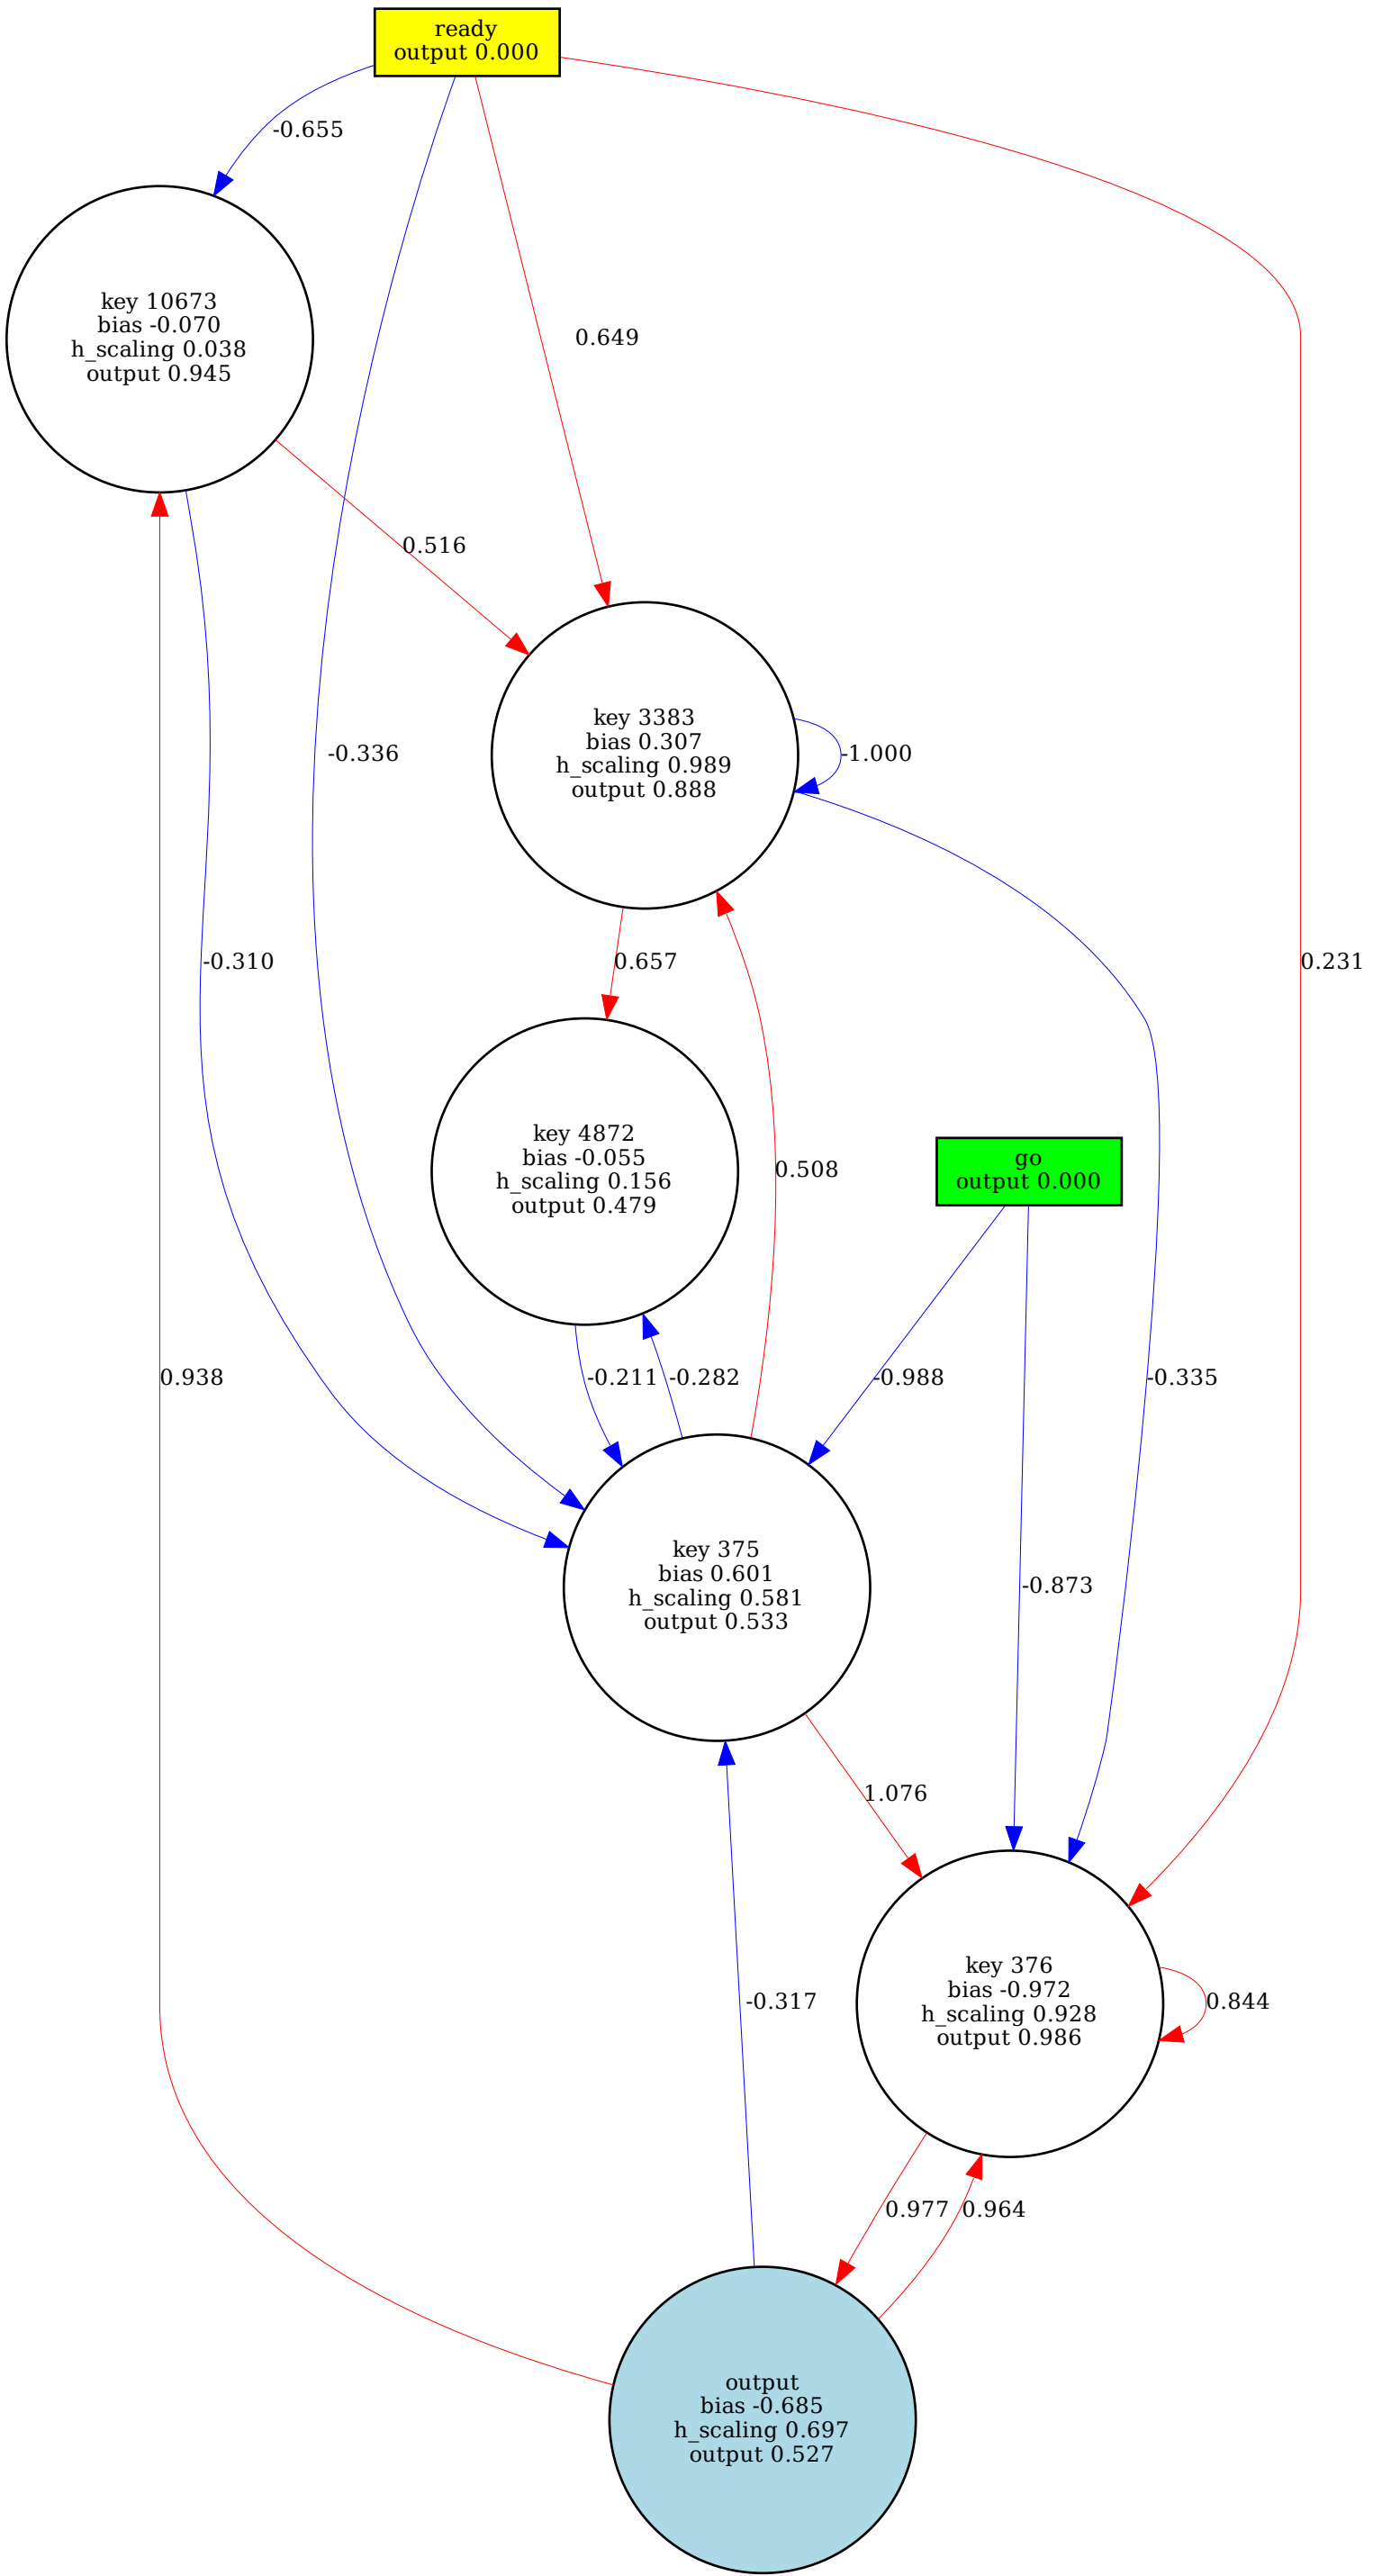 ready
output 0.000
-0.655
key 10673
bias -0.070
h_scaling 0.038
output 0.945
0.649
0.516
key 3383
bias 0.307
h_scaling 0.989
output 0.888
-0.336
-1.000
-0.310
0.657
0.231
key 4872
bias -0.055
h_scaling 0.156
output 0.479
go
output 0.000
0.508
0.938
-0.211
-0.282
-0.988
-0.335
key 375
bias 0.601
h_scaling 0.581
output 0.533
-0.873
1.076
key 376
bias -0.972
h_scaling 0.928
output 0.986
-0.317
0.844
0.977
0.964
output
bias -0.685
h_scaling 0.697
output 0.527